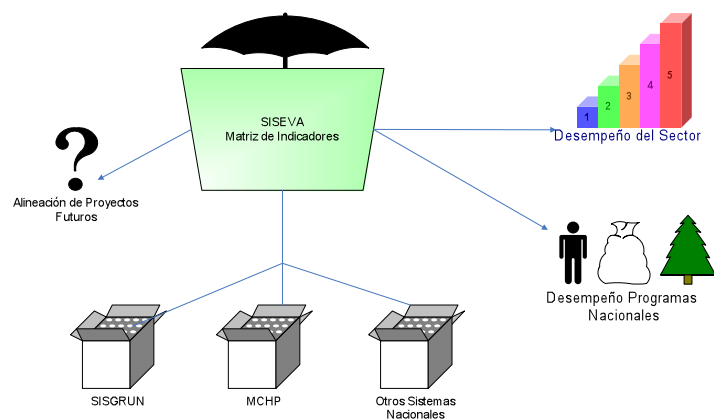 SISEVA
Matriz de Indicadores
1
2
3
4
5
Desempeño del Sector
?
Alineación de Proyectos
Futuros
Desempeño Programas
Nacionales
SISGRUN
MCHP
Otros Sistemas
Nacionales